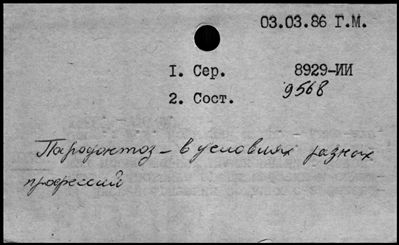 03.03.86 Г.М.
I. Сер. 8929-ИИ
2. Сост. 9568
Пародонтоз - в условиях разных
профессий